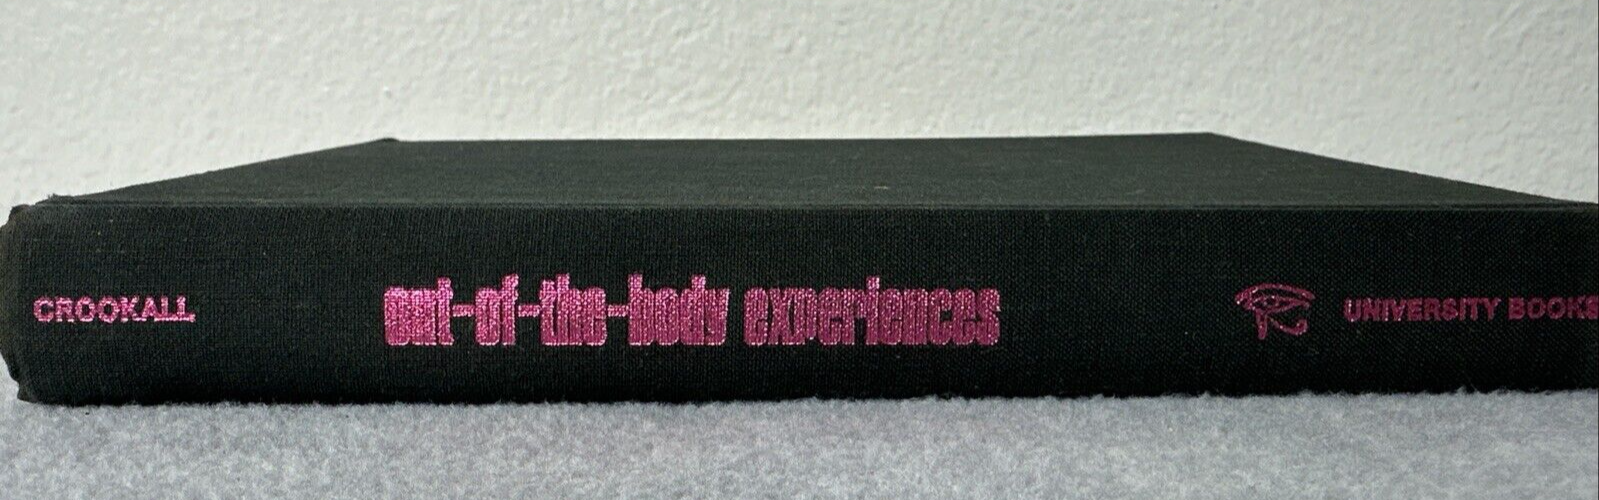 CROOKALL out-of-the-body experiences UNIVERSITY BOOKS